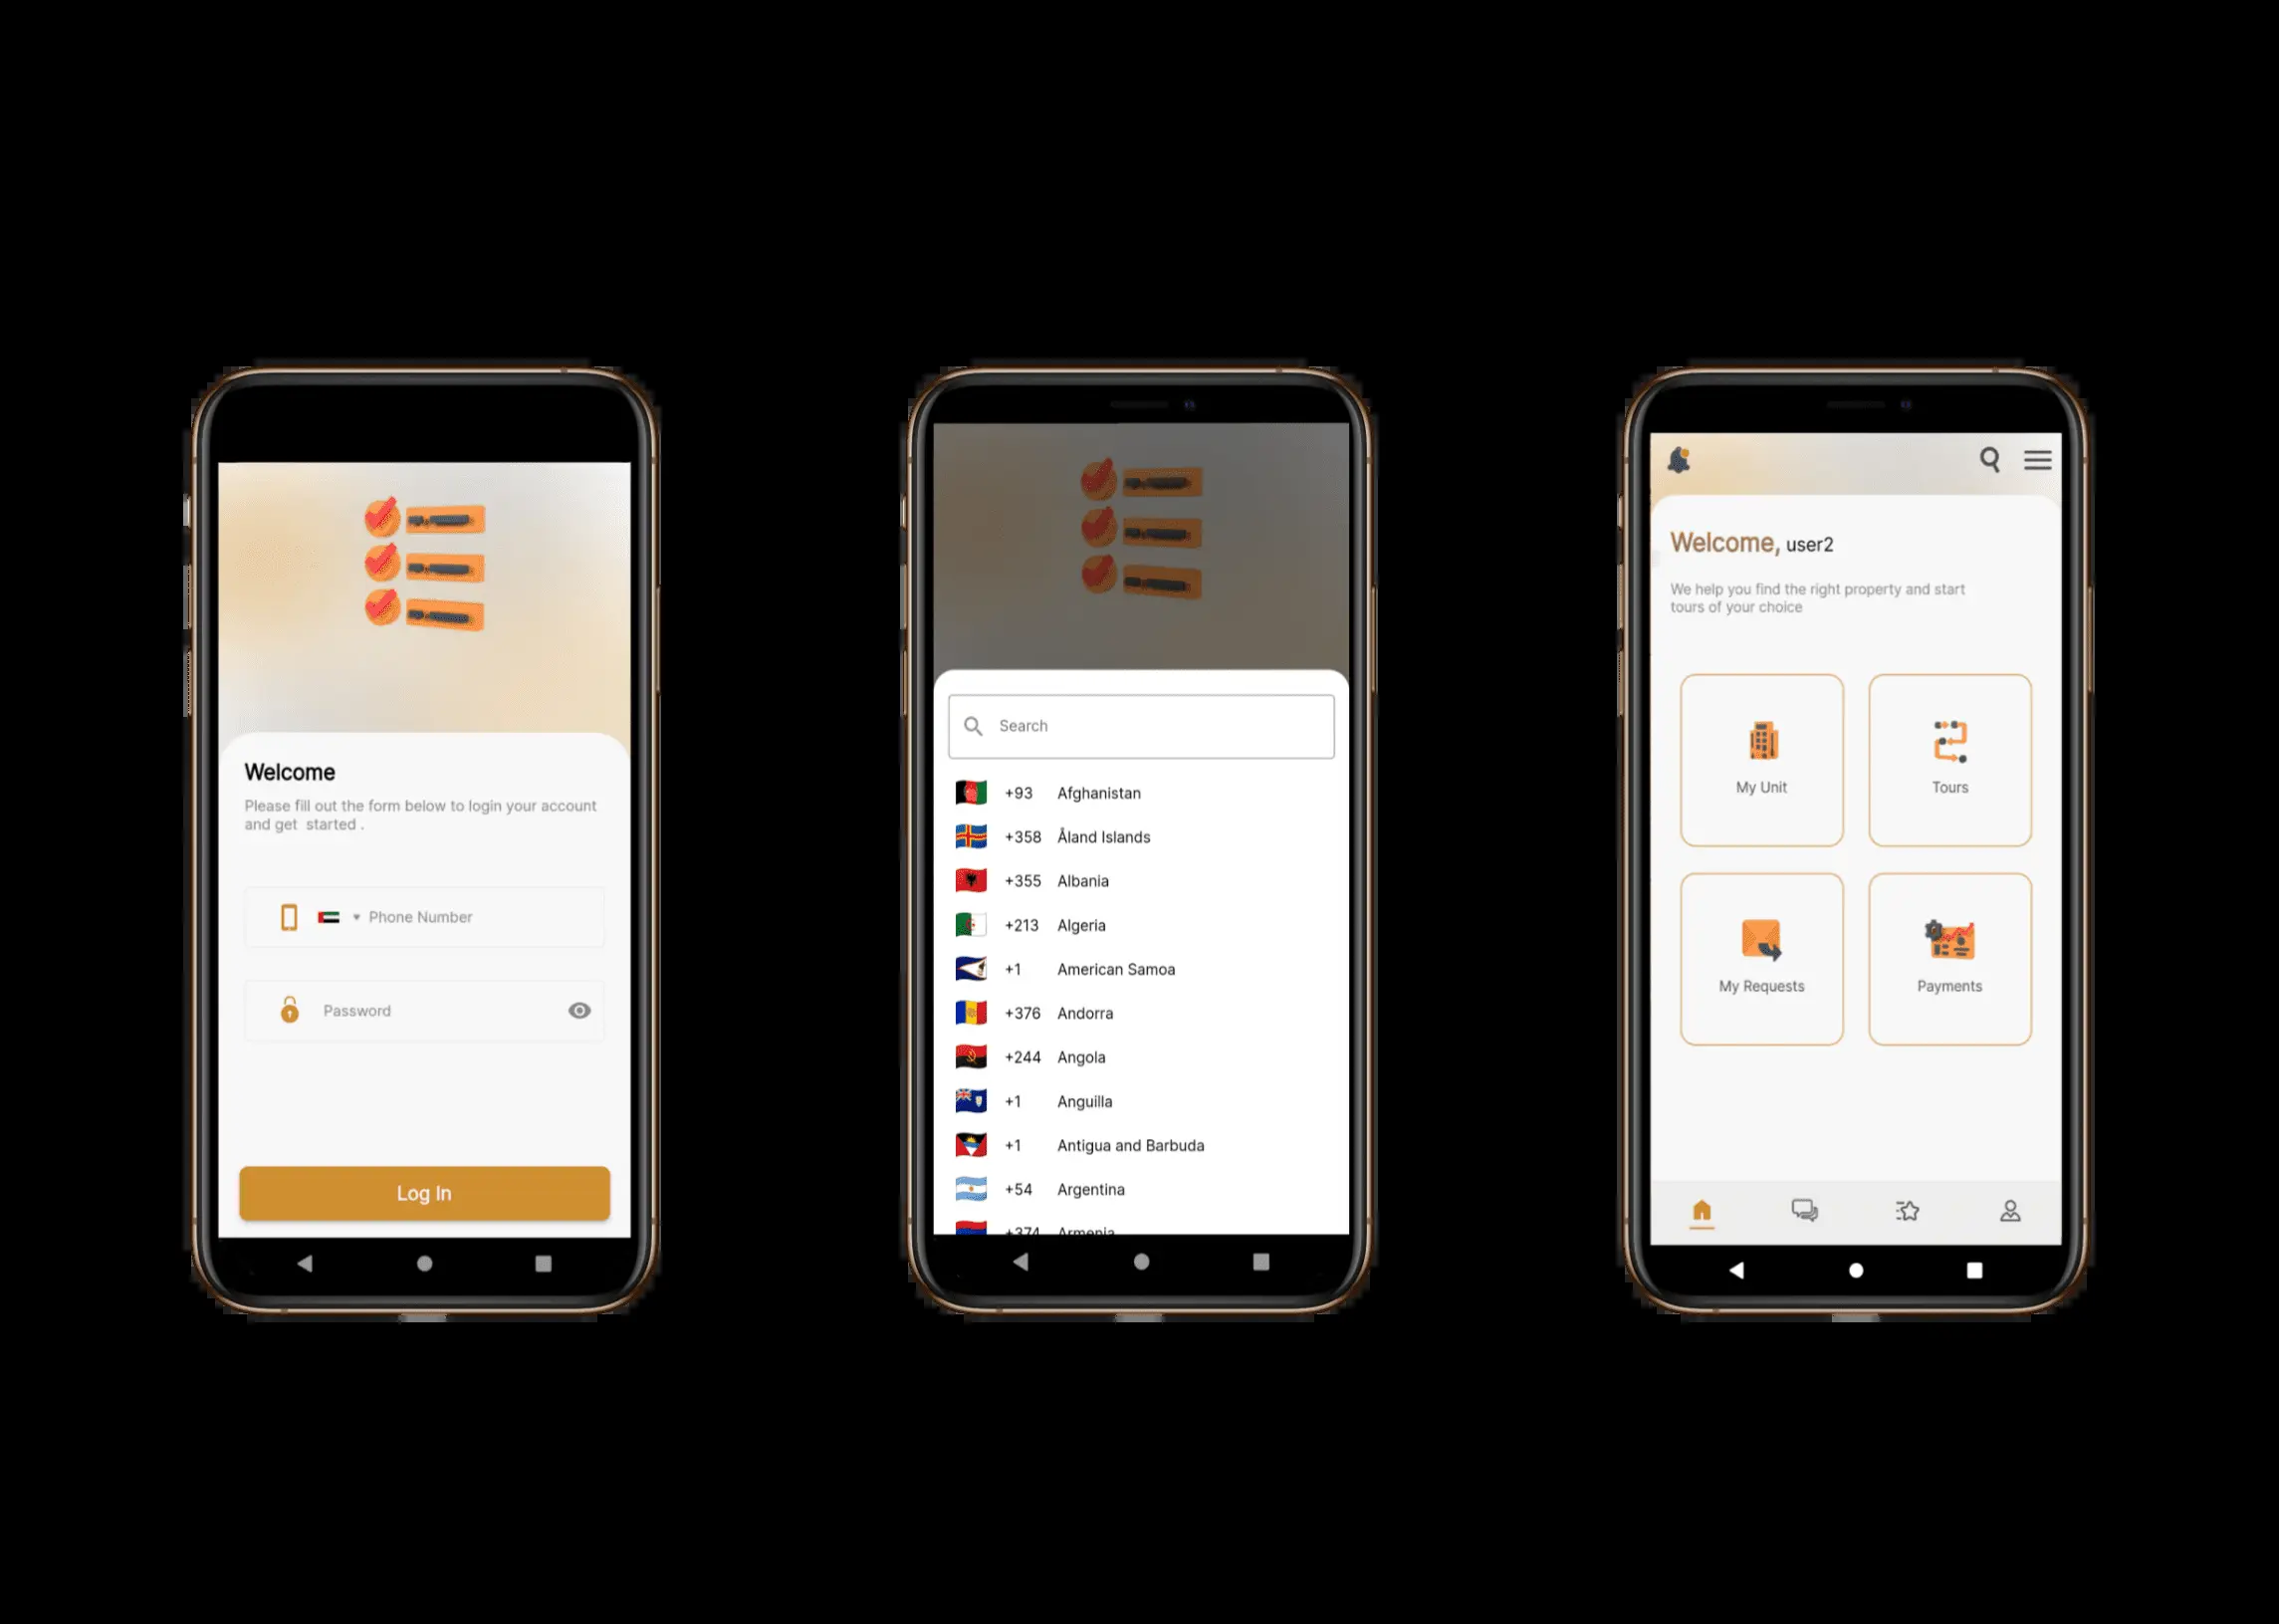 Welcome
Please fill out the form below to login your account
and get  started .
Phone Number
Password
Log In
Search
+93 Afghanistan
+358 Åland Islands
+355 Albania
+213 Algeria
+1 American Samoa
+376 Andorra
+244 Angola
+1 Anguilla
+1 Antigua and Barbuda
+54 Argentina
+374 Armenia
Welcome, user2
We help you find the right property and start
tours of your choice
My Unit
Tours
My Requests
Payments